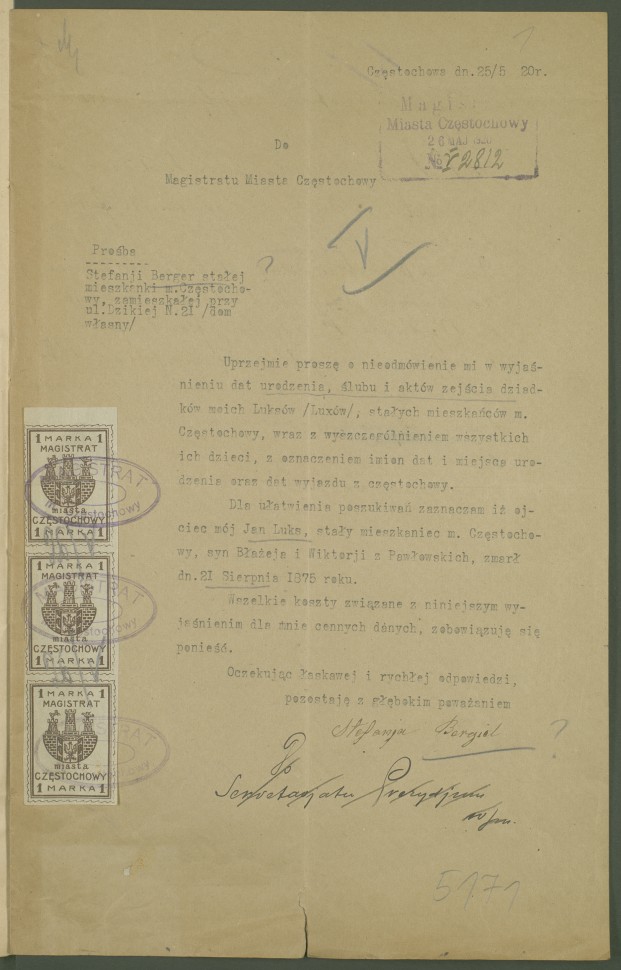 1
Częstochowa dn.25/5 20r.
Magis
Miasta Częstochowy
26 MAJ
№ V 2812
Do
Magistratu Miasta Częstochowy
V
Prośba
---------
Stefanji Berger stałej ?
mieszkanki m.Częstocho-
wy, zamieszkałej przy
ul.Dzikiej N.21 /dom
własny/
Uprzejmie proszę o nieodmówienie mi w wyjaś-
nieniu dat urodzenia, ślubu i aktów zejścia dziad-
ków moich Luksów /Luxów/, stałych mieszkańców m.
Częstochowy, wraz z wyszczególnieniem wszystkich
ich dzieci, z oznaczeniem imion dat i miejsca uro-
dzenia oraz dat wyjazdu z częstochowy.
Dla ułatwienia poszukiwań zaznaczam iż oj-
ciec mój Jan Luks, stały mieszkaniec m. Częstocho-
wy, syn Błażeja i Wiktorji z Pawłowskich, zmarł
dn.21 Sierpnia 1875 roku.
Wszelkie koszty związane z niniejszym wy-
jaśnieniem dla mnie cennych danych, zobowiązuję się
ponieść.
Oczekując łaskawej i rychłej odpowiedzi,
pozostaję z głębokim poważaniem
Stefanja Bergiel ?
Do
Sekretarjatu Prezydjum
5171
1 MARKA 1
MAGISTRAT
miasta
CZĘSTOCHOWY
1 MARKA 1
1 MARKA 1
MAGISTRAT
miasta
CZĘSTOCHOWY
1 MARKA 1
1 MARKA 1
MAGISTRAT
miasta
CZĘSTOCHOWY
1 MARKA 1